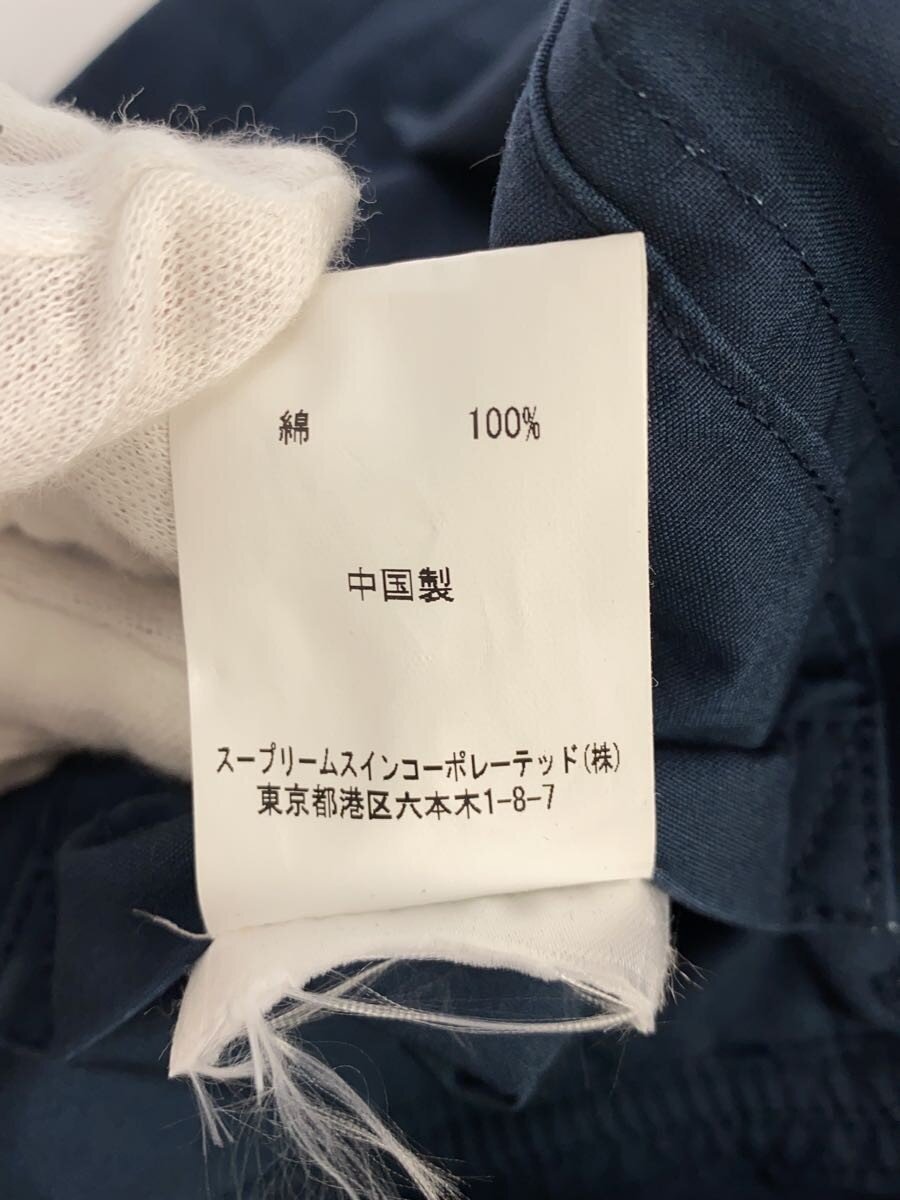 綿 100%
中国製
スープリームスインコーポレーテッド(株)
東京都港区六本木1-8-7